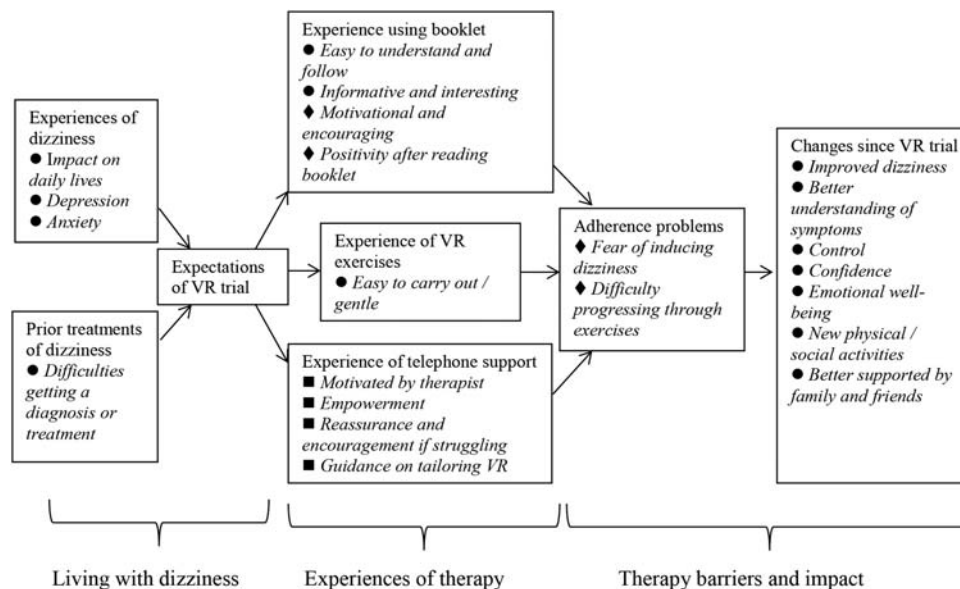 Experiences of
dizziness
● Impact on
daily lives
● Depression
● Anxiety
Prior treatments
of dizziness
● Difficulties
getting a
diagnosis or
treatment
Expectations
of VR trial
Experience using booklet
● Easy to understand and
follow
● Informative and interesting
♦ Motivational and
encouraging
♦ Positivity after reading
booklet
Experience of VR
exercises
● Easy to carry out /
gentle
Experience of telephone support
■ Motivated by therapist
■ Empowerment
■ Reassurance and
encouragement if struggling
■ Guidance on tailoring VR
Adherence problems
♦ Fear of inducing
dizziness
♦ Difficulty
progressing through
exercises
Changes since VR trial
● Improved dizziness
● Better
understanding of
symptoms
● Control
● Confidence
● Emotional well-
being
● New physical /
social activities
● Better supported by
family and friends
Living with dizziness
Experiences of therapy
Therapy barriers and impact